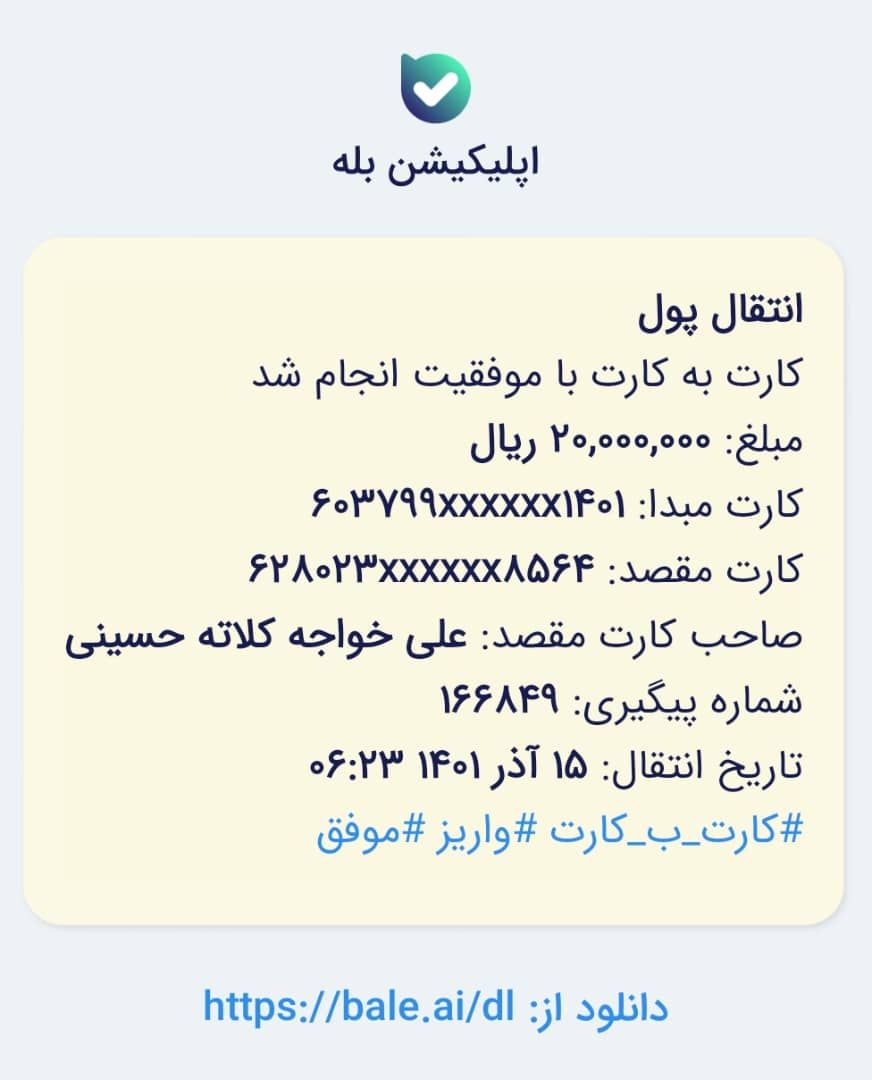 اپلیکیشن بله
انتقال پول
کارت به کارت با موفقیت انجام شد
مبلغ: ۲۰,۰۰۰,۰۰۰ ریال
کارت مبدا: ۶۰۳۷۹۹xxxxxx۱۴۰۱
کارت مقصد: ۶۲۸۰۲۳xxxxxx۸۵۶۴
صاحب کارت مقصد: علی خواجه کلاته حسینی
شماره پیگیری: ۱۶۶۸۴۹
تاریخ انتقال: ۱۵ آذر ۱۴۰۱ ۰۶:۲۳
#کارت_ب_کارت #واریز #موفق
دانلود از: https://bale.ai/dl